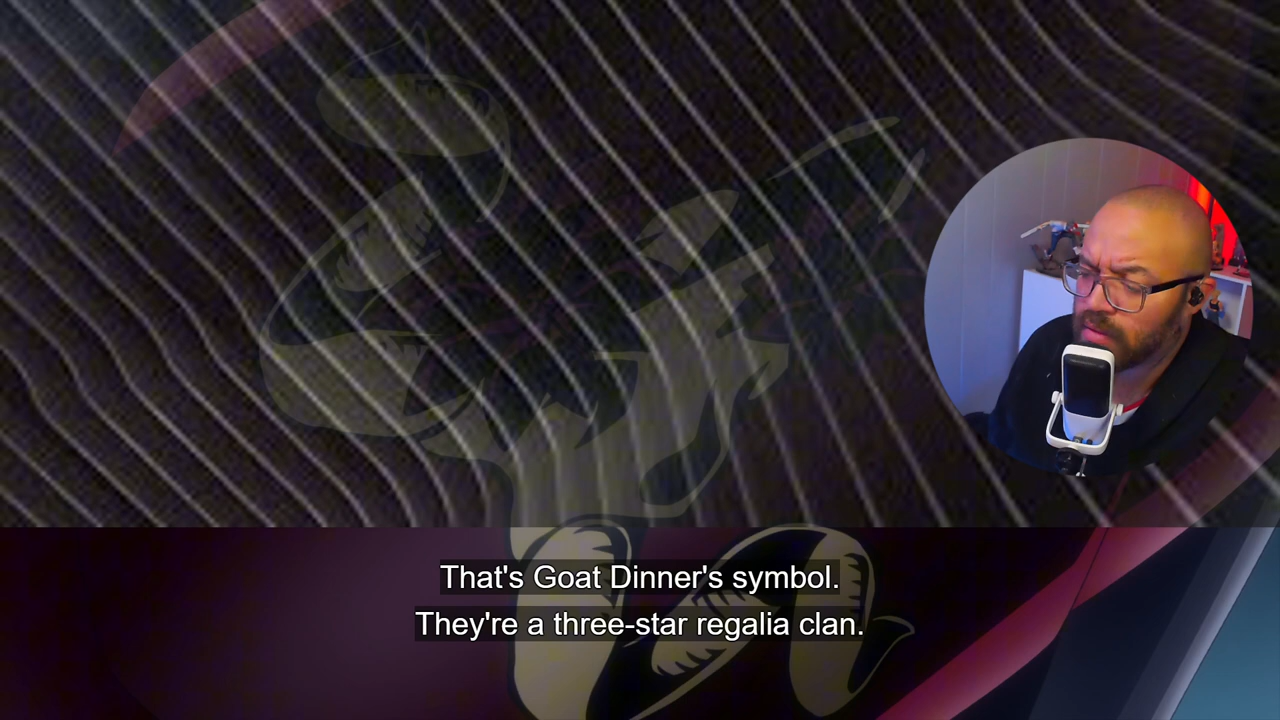 That's Goat Dinner's symbol.
They're a three-star regalia clan.